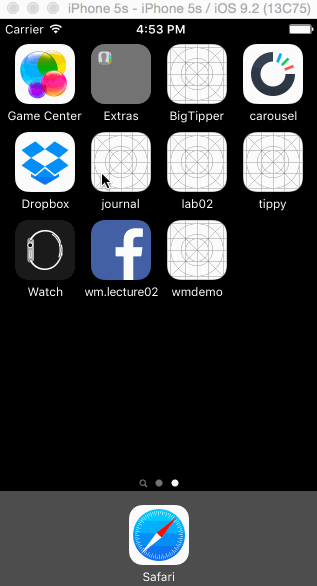 iPhone 5s - iPhone 5s / iOS 9.2 (13C75)
Carrier 4:53 PM
Game Center Extras BigTipper carousel
Dropbox journal lab02 tippy
Watch wm.lecture02 wmdemo
Safari